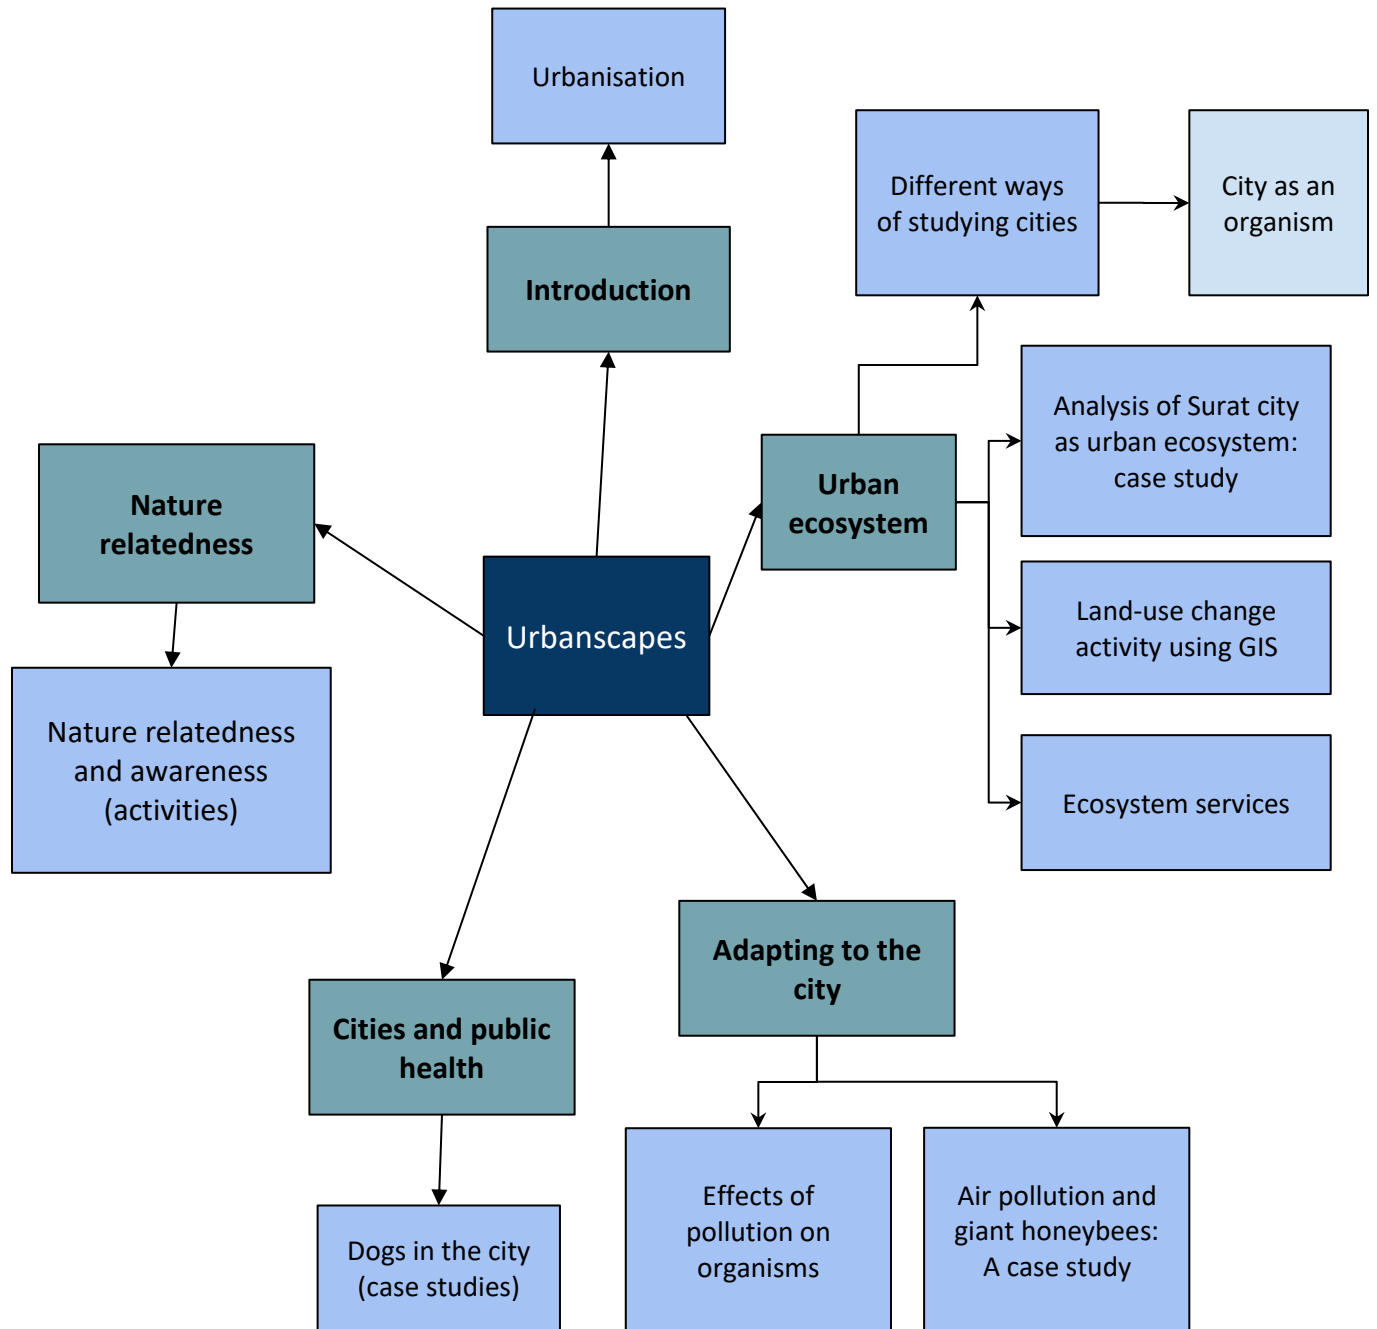 Urbanisation
Different ways
of studying cities
City as an
organism
Introduction
Analysis of Surat city
as urban ecosystem:
case study
Urban
ecosystem
Nature
relatedness
Urbanscapes
Land-use change
activity using GIS
Nature relatedness
and awareness
(activities)
Ecosystem services
Adapting to the
city
Cities and public
health
Effects of
pollution on
organisms
Air pollution and
giant honeybees:
A case study
Dogs in the city
(case studies)